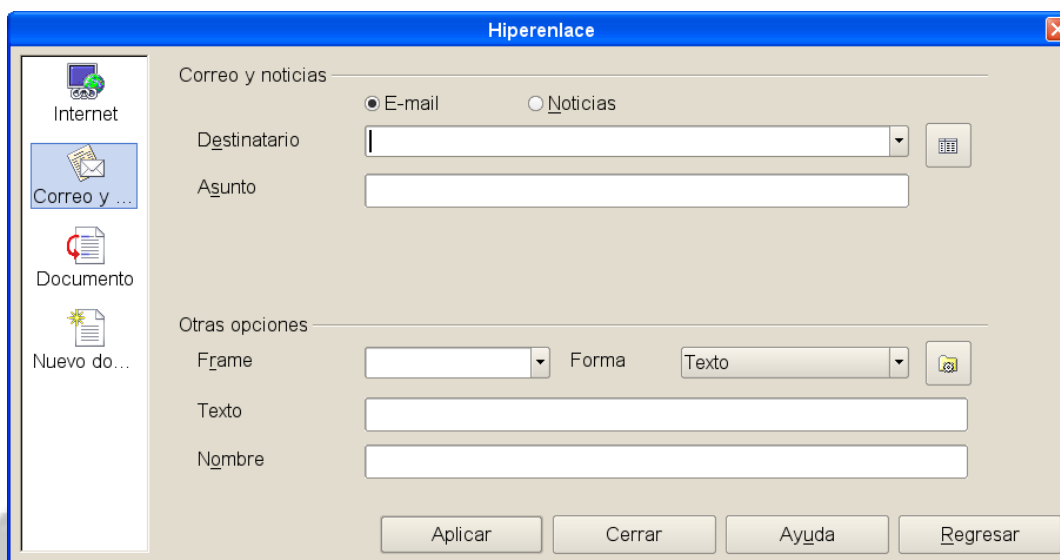 Hiperenlace
Internet
Correo y ...
Documento
Nuevo do...
Correo y noticias
E-mail Noticias
Destinatario
Asunto
Otras opciones
Frame Forma Texto
Texto
Nombre
Aplicar Cerrar Ayuda Regresar